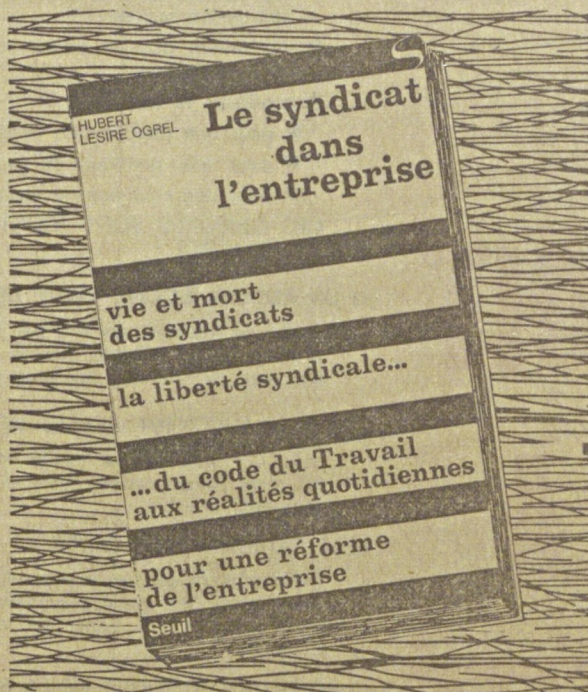 HUBERT
LESIRE OGREL
Le syndicat
dans
l'entreprise
vie et mort
des syndicats
la liberté syndicale...
...du code du Travail
aux réalités quotidiennes
pour une réforme
de l'entreprise
Seuil